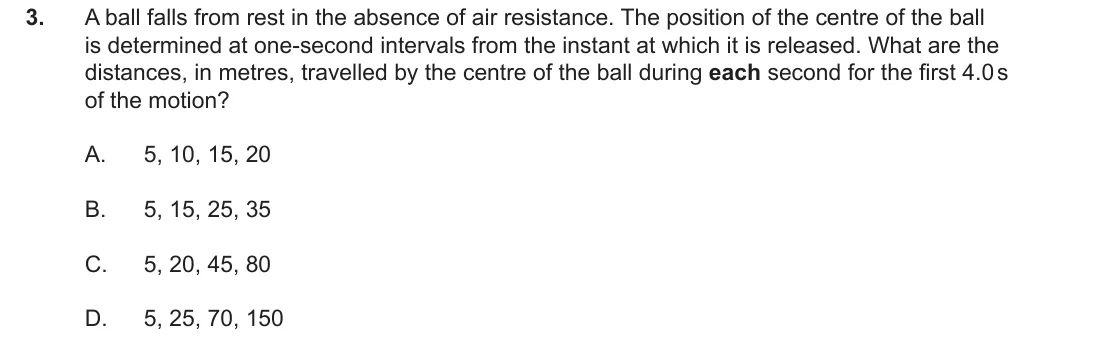 3. A ball falls from rest in the absence of air resistance. The position of the centre of the ball
is determined at one-second intervals from the instant at which it is released. What are the
distances, in metres, travelled by the centre of the ball during each second for the first 4.0 s
of the motion?
A. 5, 10, 15, 20
B. 5, 15, 25, 35
C. 5, 20, 45, 80
D. 5, 25, 70, 150